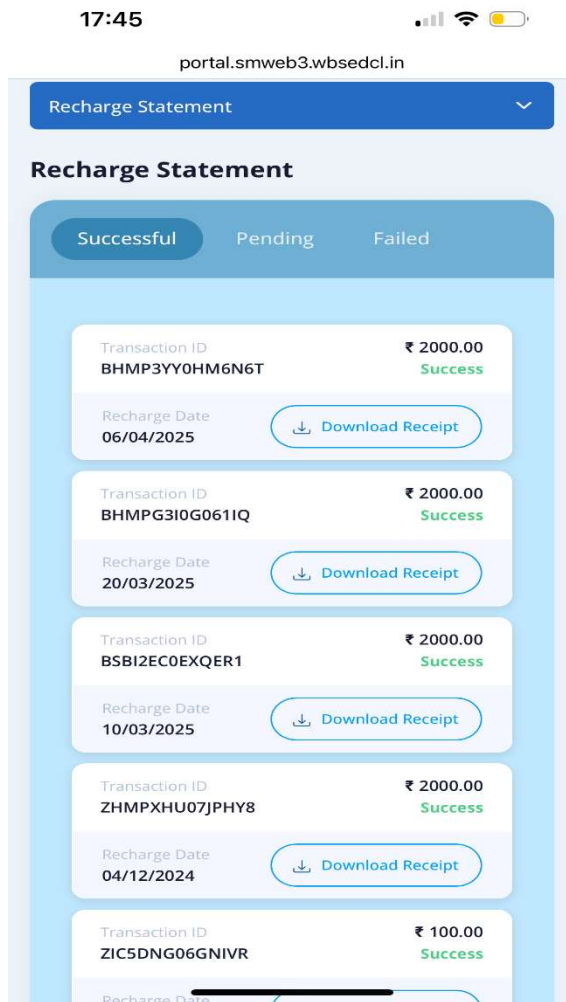 17:45
portal.smweb3.wbsedcl.in
Recharge Statement
Recharge Statement
Successful Pending Failed
Transaction ID ₹ 2000.00
BHMP3YY0HM6N6T Success
Recharge Date
06/04/2025 Download Receipt
Transaction ID ₹ 2000.00
BHMPG3I0G061IQ Success
Recharge Date
20/03/2025 Download Receipt
Transaction ID ₹ 2000.00
BSBI2EC0EXQER1 Success
Recharge Date
10/03/2025 Download Receipt
Transaction ID ₹ 2000.00
ZHMPXHU07JPHY8 Success
Recharge Date
04/12/2024 Download Receipt
Transaction ID ₹ 100.00
ZIC5DNG06GNIVR Success
Recharge Date